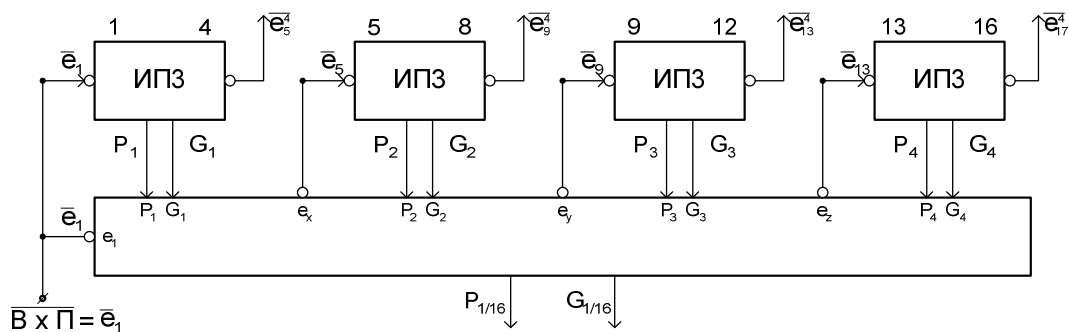 1 4 e̅₅⁴ 5 8 e̅₉⁴ 9 12 e̅₁₃⁴ 13 16 e̅₁₇⁴
e̅₁ ИП3 e̅₅ ИП3 e̅₉ ИП3 e̅₁₃ ИП3
P₁ G₁ P₂ G₂ P₃ G₃ P₄ G₄
P₁ G₁ eₓ P₂ G₂ e_y P₃ G₃ e_z P₄ G₄
e̅₁ e₁
P₁/₁₆ G₁/₁₆
В х П = e̅₁